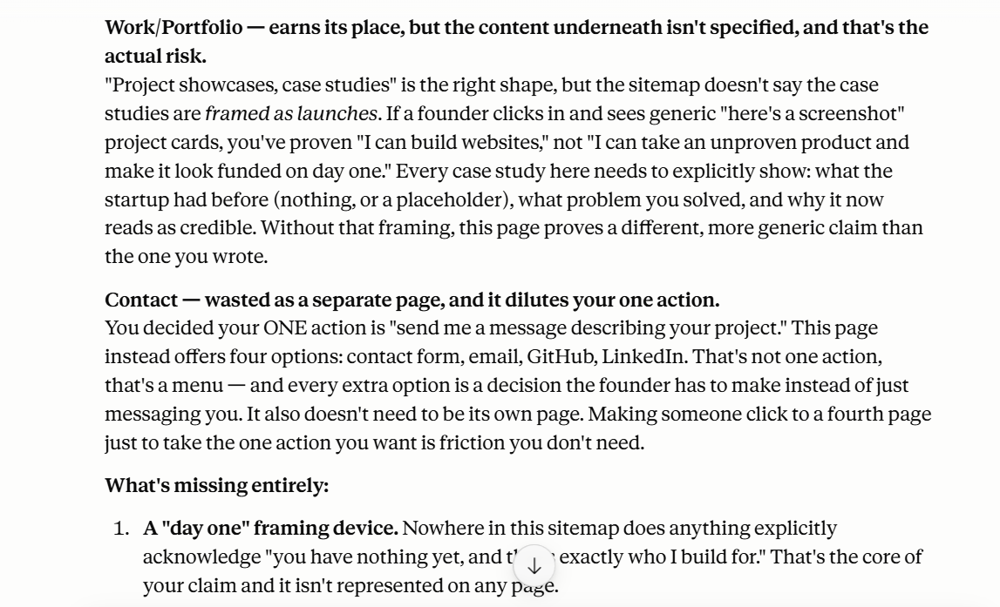 Work/Portfolio — earns its place, but the content underneath isn't specified, and that's the
actual risk.
"Project showcases, case studies" is the right shape, but the sitemap doesn't say the case
studies are framed as launches. If a founder clicks in and sees generic "here's a screenshot"
project cards, you've proven "I can build websites," not "I can take an unproven product and
make it look funded on day one." Every case study here needs to explicitly show: what the
startup had before (nothing, or a placeholder), what problem you solved, and why it now
reads as credible. Without that framing, this page proves a different, more generic claim than
the one you wrote.
Contact — wasted as a separate page, and it dilutes your one action.
You decided your ONE action is "send me a message describing your project." This page
instead offers four options: contact form, email, GitHub, LinkedIn. That's not one action,
that's a menu — and every extra option is a decision the founder has to make instead of just
messaging you. It also doesn't need to be its own page. Making someone click to a fourth page
just to take the one action you want is friction you don't need.
What's missing entirely:
1. A "day one" framing device. Nowhere in this sitemap does anything explicitly
acknowledge "you have nothing yet, and exactly who I build for." That's the core of
your claim and it isn't represented on any page.